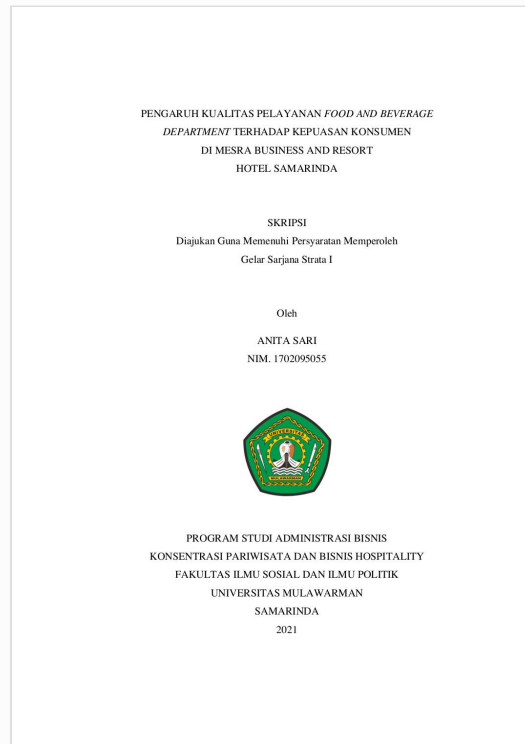 PENGARUH KUALITAS PELAYANAN FOOD AND BEVERAGE
DEPARTMENT TERHADAP KEPUASAN KONSUMEN
DI MESRA BUSINESS AND RESORT
HOTEL SAMARINDA
SKRIPSI
Diajukan Guna Memenuhi Persyaratan Memperoleh
Gelar Sarjana Strata I
Oleh
ANITA SARI
NIM. 1702095055
UNIVERSITAS
PROGRAM STUDI ADMINISTRASI BISNIS
KONSENTRASI PARIWISATA DAN BISNIS HOSPITALITY
FAKULTAS ILMU SOSIAL DAN ILMU POLITIK
UNIVERSITAS MULAWARMAN
SAMARINDA
2021